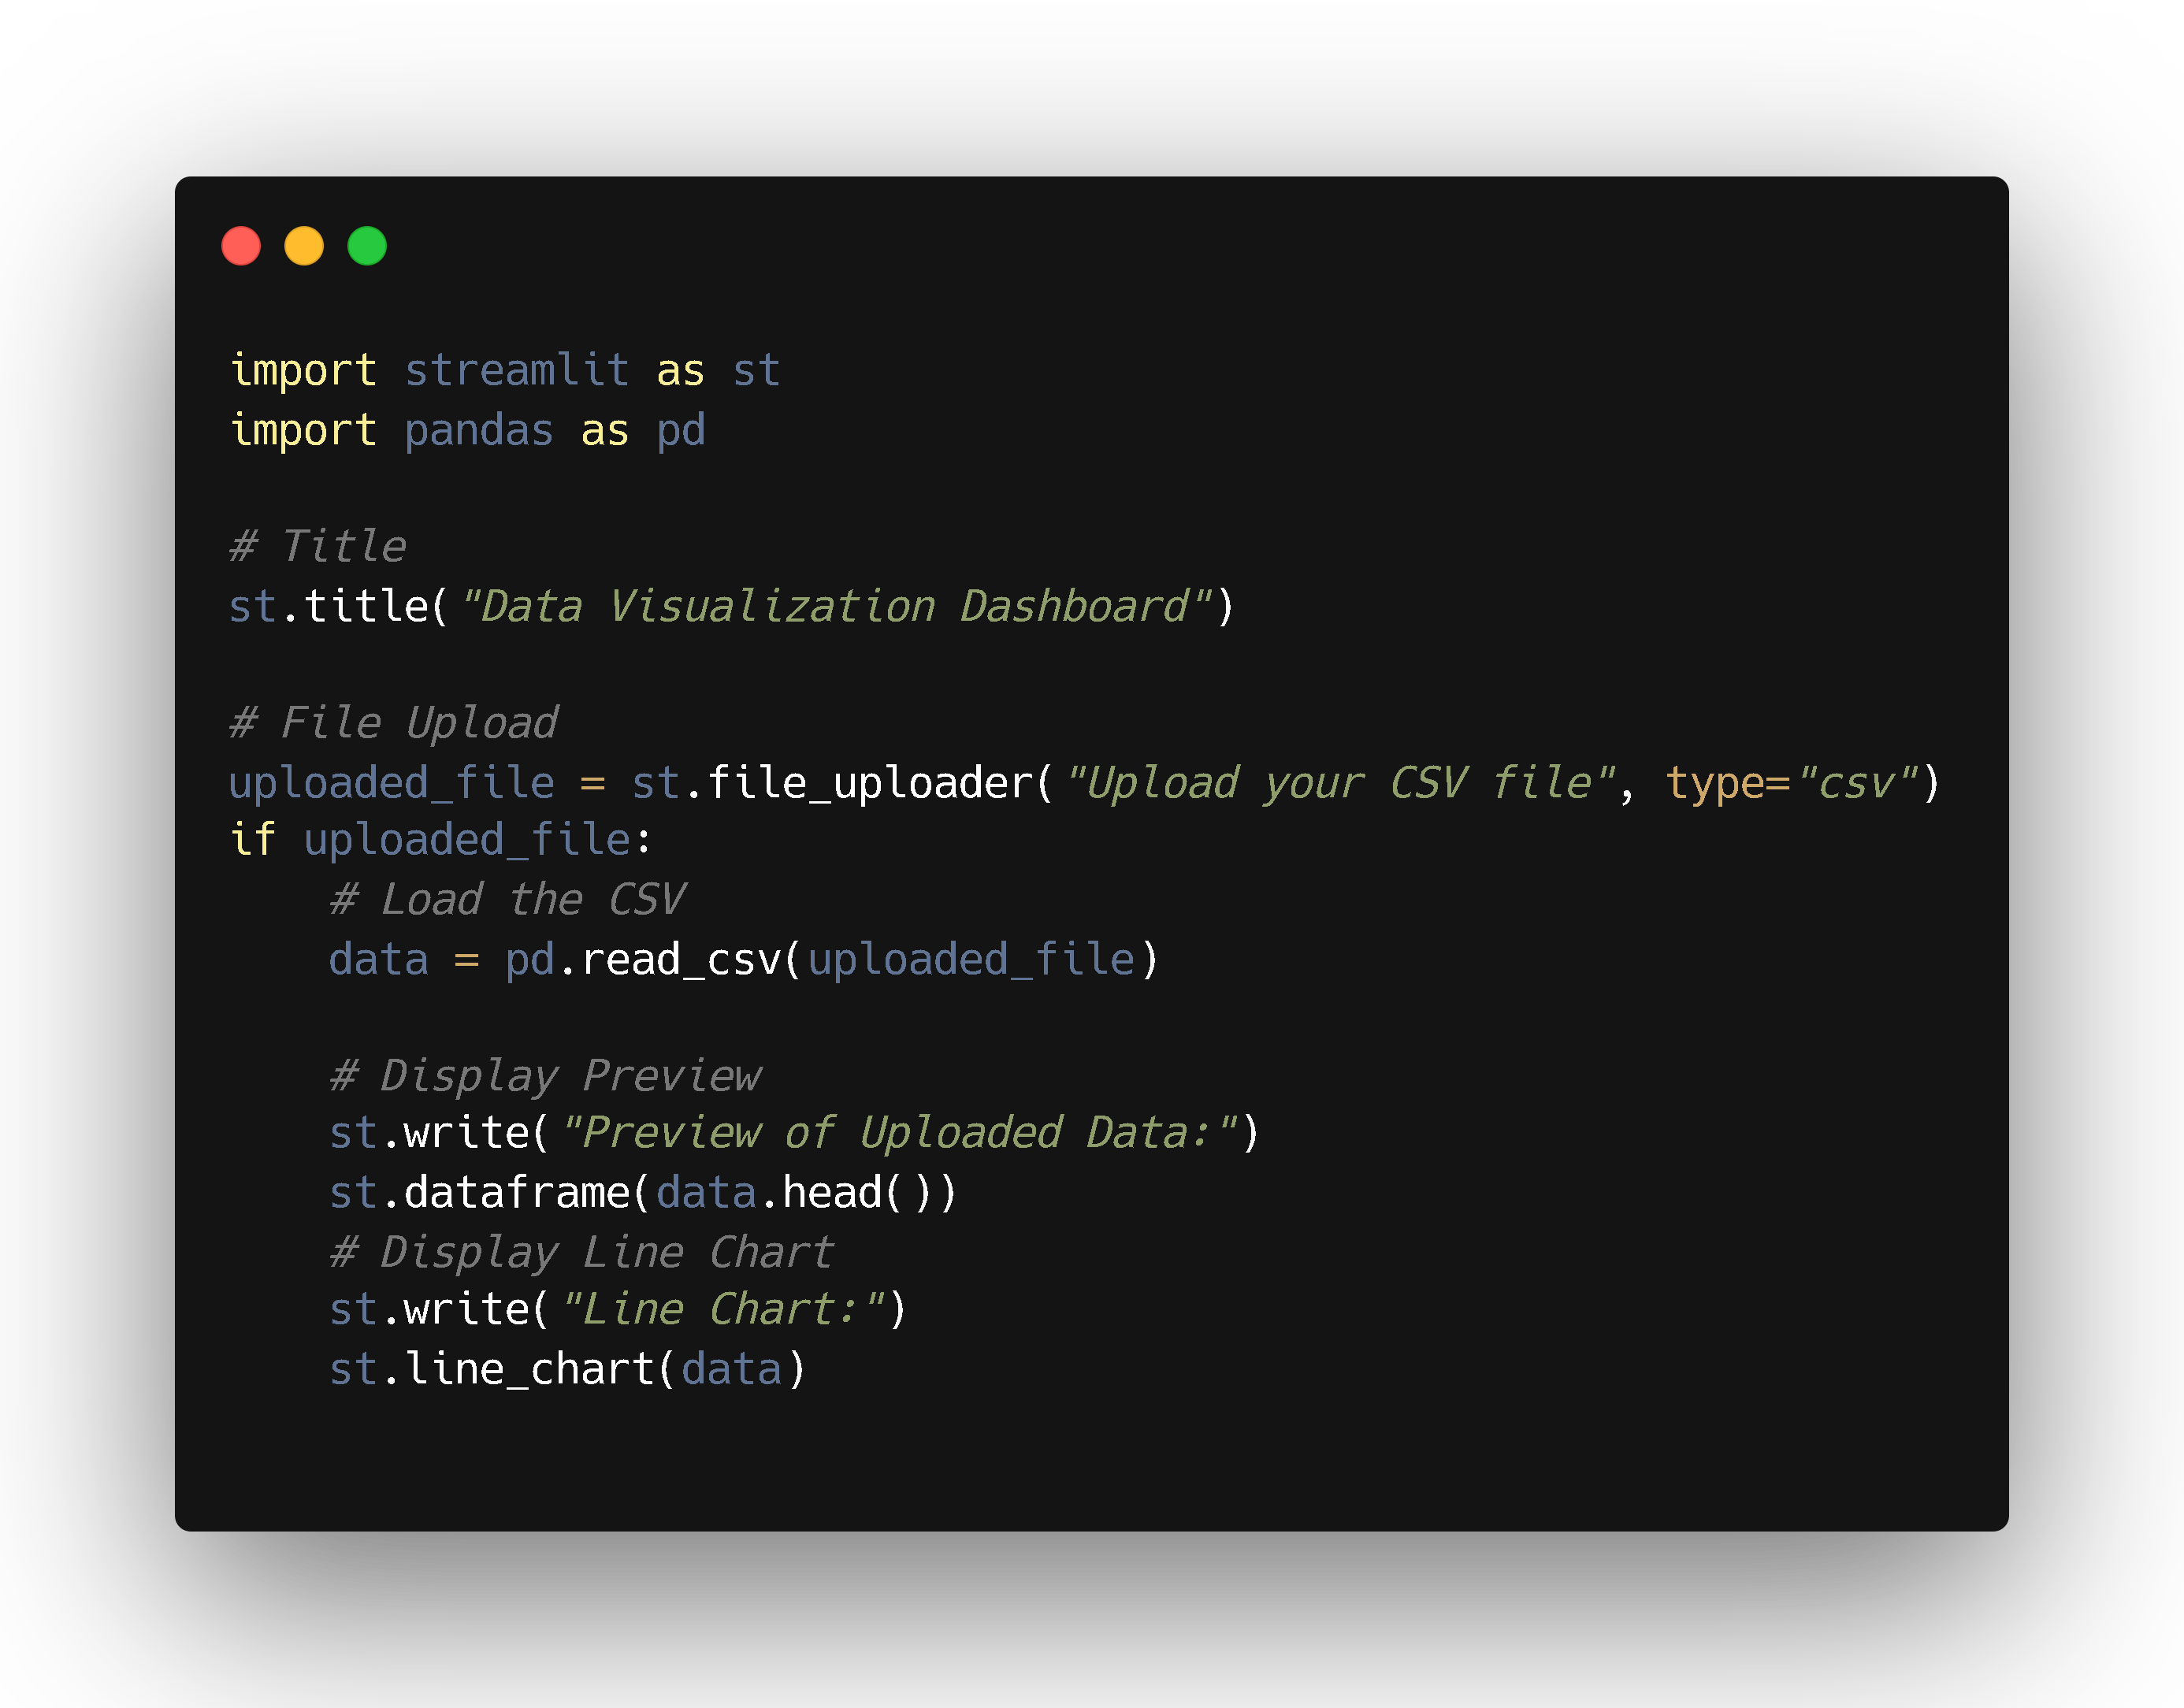 import streamlit as st
import pandas as pd
# Title
st.title("Data Visualization Dashboard")
# File Upload
uploaded_file = st.file_uploader("Upload your CSV file", type="csv")
if uploaded_file:
    # Load the CSV
    data = pd.read_csv(uploaded_file)
    # Display Preview
    st.write("Preview of Uploaded Data:")
    st.dataframe(data.head())
    # Display Line Chart
    st.write("Line Chart:")
    st.line_chart(data)